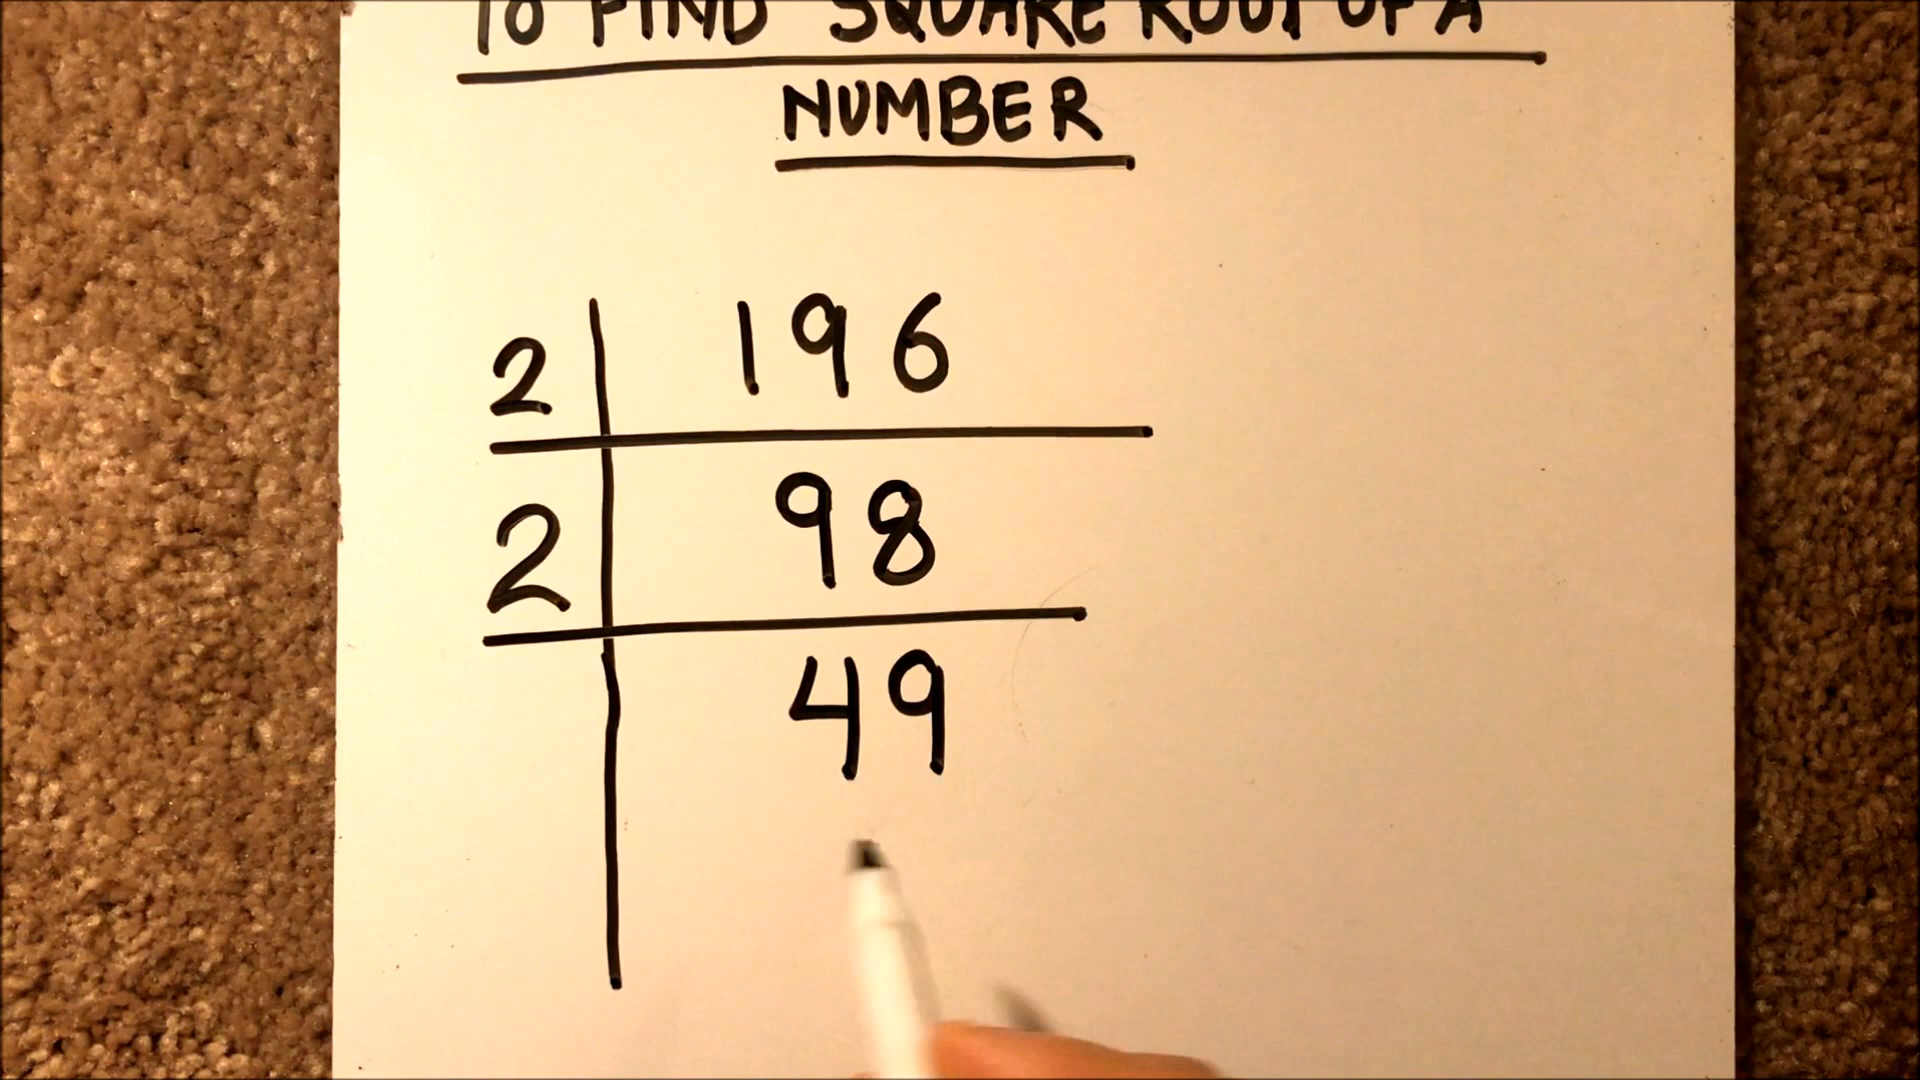 TO FIND SQUARE ROOT OF A
NUMBER
2 196
2 98
49